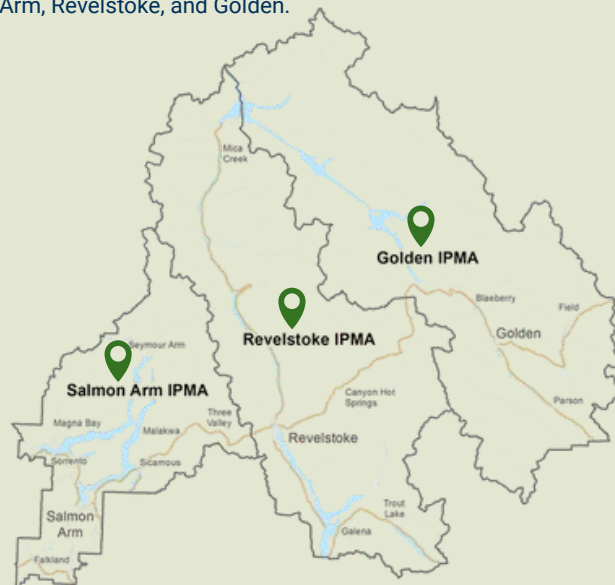 Arm, Revelstoke, and Golden.
Mica
Creek
Golden IPMA
Blaeberry
Field
Golden
Revelstoke IPMA
Seymour Arm
Salmon Arm IPMA
Canyon Hot
Springs
Parson
Three
Valley
Magna Bay
Malakwa
Revelstoke
Sorrento
Sicamous
Trout
Lake
Salmon
Arm
Galena
Falkland